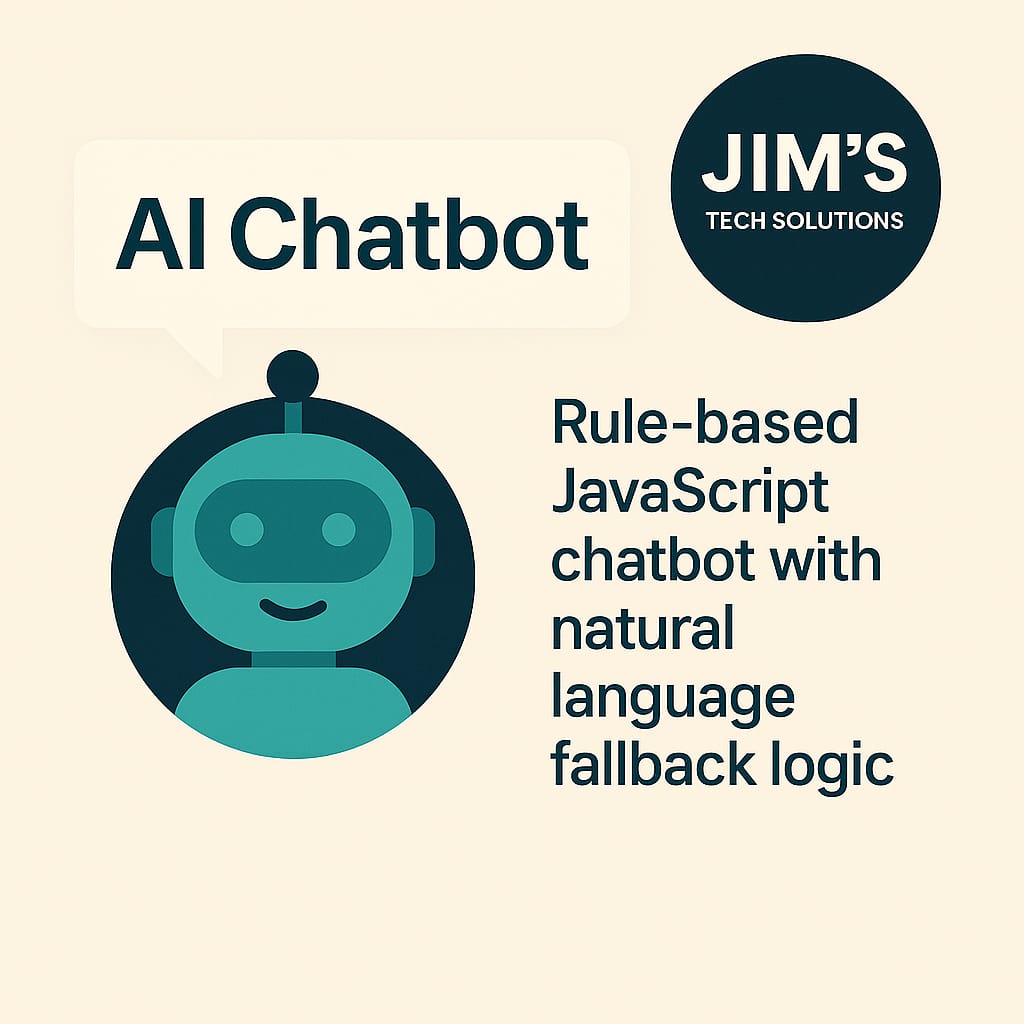 AI Chatbot
JIM’S
TECH SOLUTIONS
Rule-based
JavaScript
chatbot with
natural
language
fallback logic